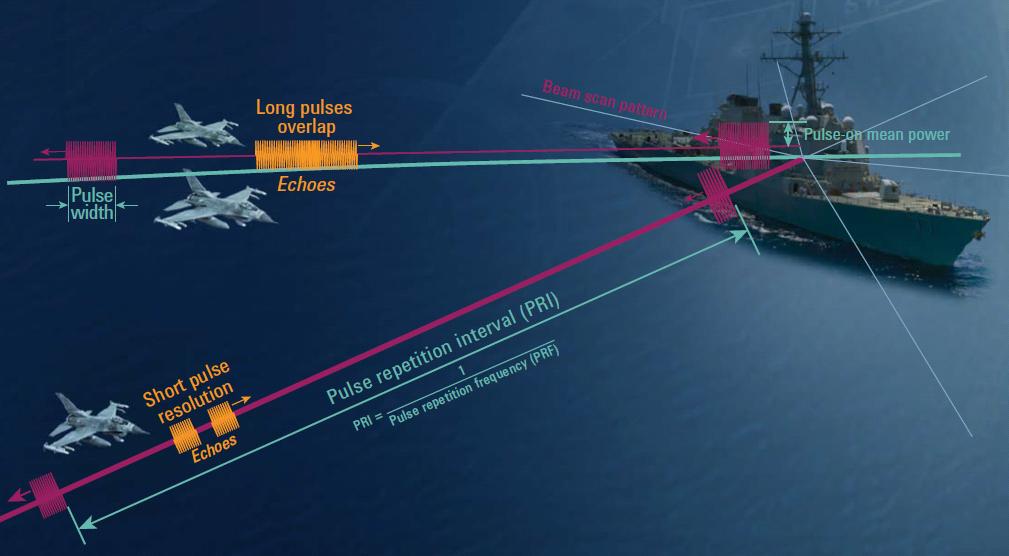 Long pulses
overlap
Echoes
Pulse
width
Beam scan pattern
Pulse-on mean power
Pulse repetition interval (PRI)
PRI = 1
Pulse repetition frequency (PRF)
Short pulse
resolution
Echoes